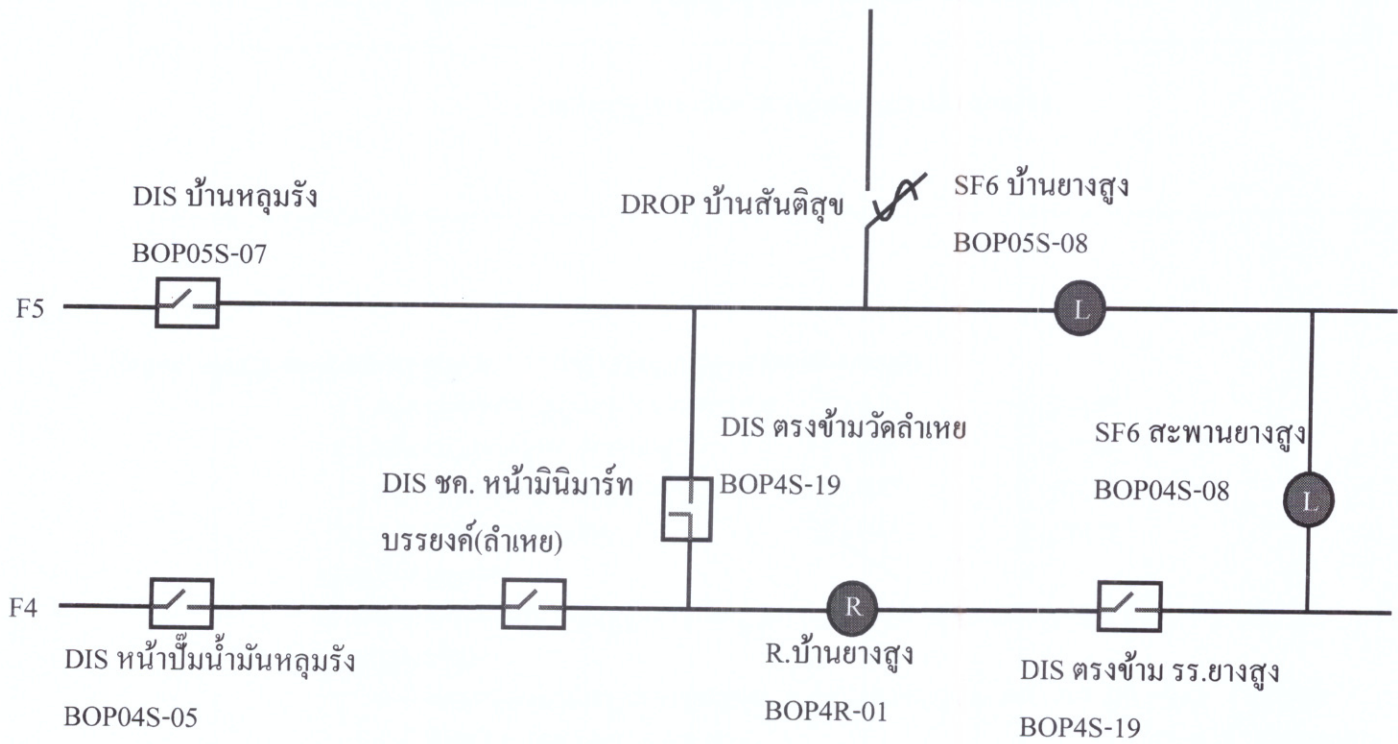 DIS บ้านหลุมรัง
BOP05S-07
DROP บ้านสันติสุข
SF6 บ้านยางสูง
BOP05S-08
F5
L
DIS ตรงข้ามวัดลำเหย
BOP4S-19
SF6 สะพานยางสูง
BOP04S-08
L
DIS ชค. หน้ามินิมาร์ท
บรรยงค์(ลำเหย)
F4
R
DIS หน้าปั๊มน้ำมันหลุมรัง
BOP04S-05
R.บ้านยางสูง
BOP4R-01
DIS ตรงข้าม รร.ยางสูง
BOP4S-19